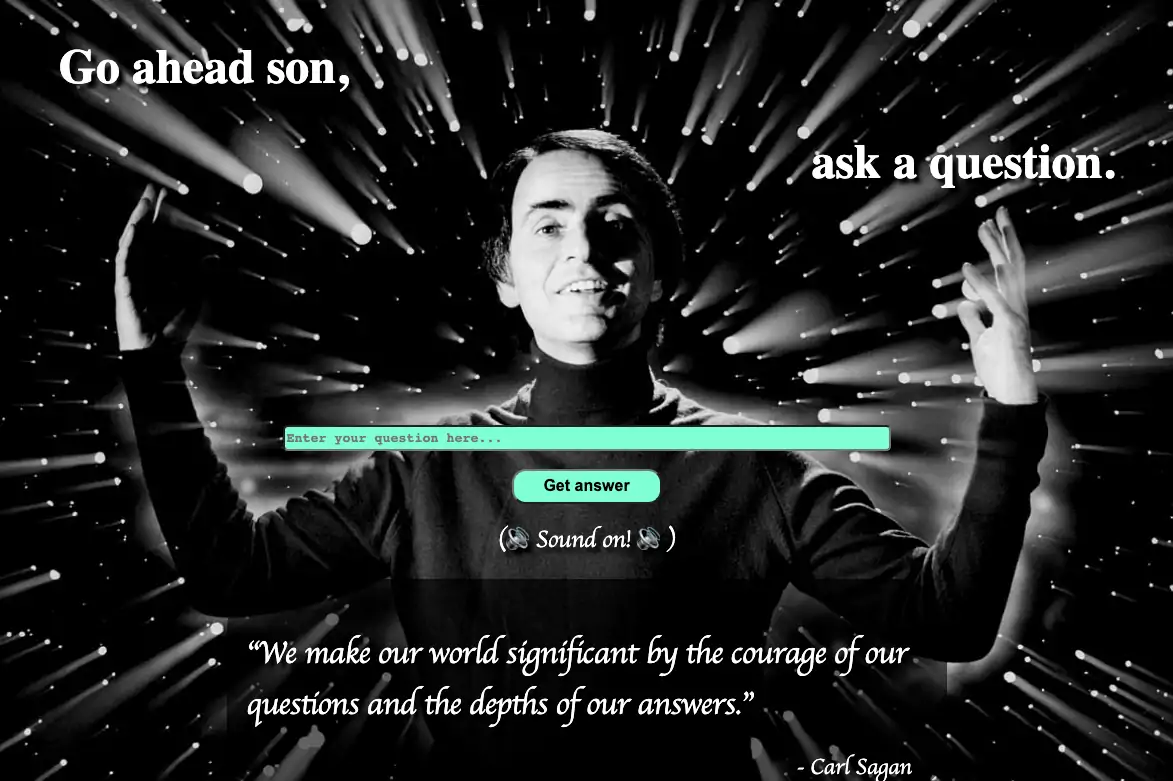 Go ahead son,
ask a question.
Enter your question here...
Get answer
(🔊 Sound on! 🔊 )
“We make our world significant by the courage of our
questions and the depths of our answers.”
- Carl Sagan